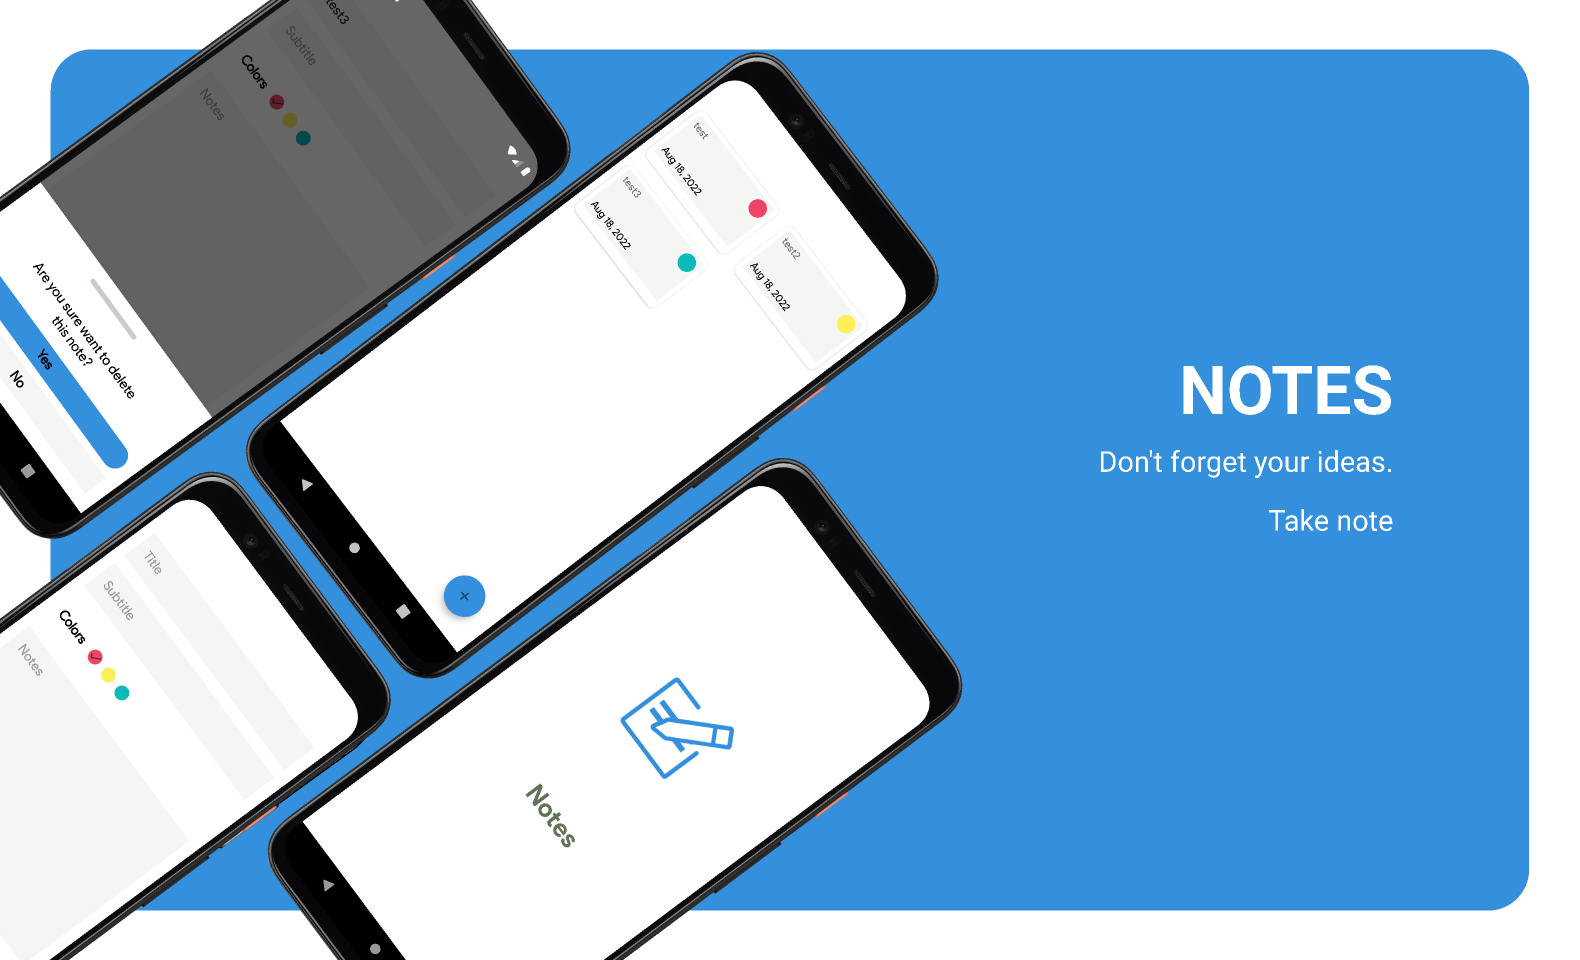 test3
Subtitle
Colors
Notes
Are you sure want to delete
this note?
Yes
No
test
Aug 18, 2022
test3
Aug 18, 2022
test2
Aug 18, 2022
+
Title
Subtitle
Colors
Notes
Notes
NOTES
Don't forget your ideas.
Take note